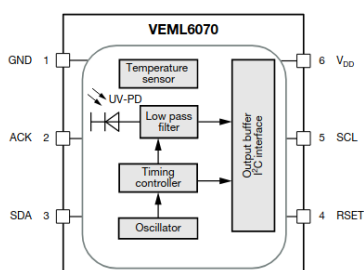 VEML6070
GND 1
6 VDD
Temperature
sensor
UV-PD
Low pass
filter
ACK 2
5 SCL
Output buffer
I2C interface
Timing
controller
SDA 3
4 RSET
Oscillator